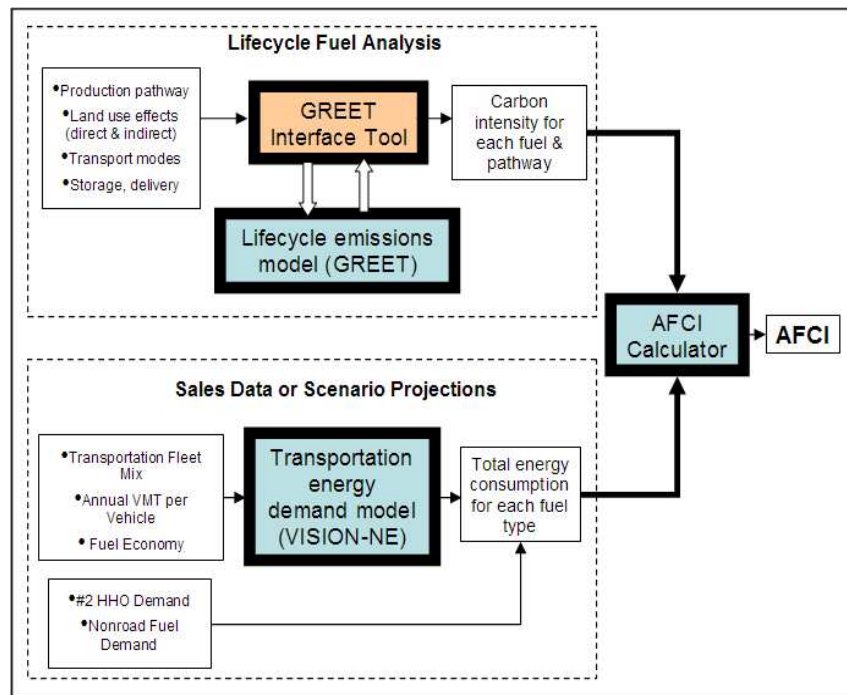 Lifecycle Fuel Analysis
•Production pathway
•Land use effects
(direct & indirect)
•Transport modes
•Storage, delivery
GREET
Interface Tool
Carbon
intensity for
each fuel &
pathway
Lifecycle emissions
model (GREET)
AFCI
Calculator
AFCI
Sales Data or Scenario Projections
•Transportation Fleet
Mix
•Annual VMT per
Vehicle
•Fuel Economy
Transportation
energy
demand model
(VISION-NE)
Total energy
consumption
for each fuel
type
•#2 HHO Demand
•Nonroad Fuel
Demand